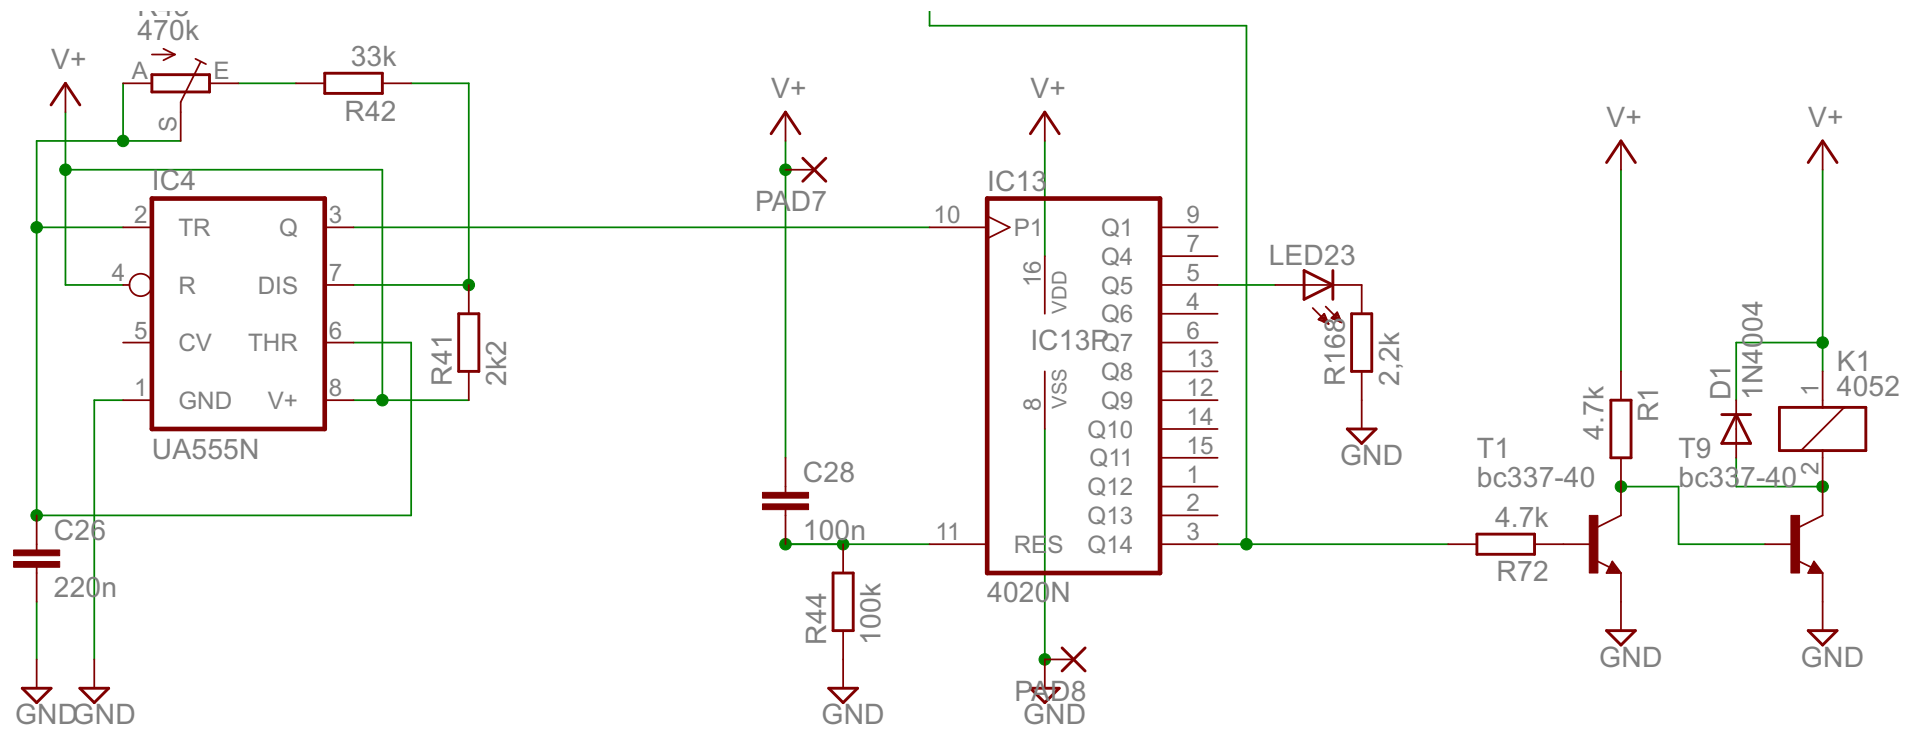 470k
A
E
S
33k
R42
V+
IC4
2
TR
Q
3
4
R
DIS
7
5
CV
THR
6
1
GND
V+
8
UA555N
R41
2k2
C26
220n
GND
GND
V+
PAD7
C28
100n
R44
100k
GND
V+
IC13
10
P1
16
VDD
IC13P
8
VSS
11
RES
4020N
Q1
9
Q4
7
Q5
5
Q6
4
Q7
6
Q8
13
Q9
12
Q10
14
Q11
15
Q12
1
Q13
2
Q14
3
PAD8
GND
LED23
R168
2,2k
GND
V+
4.7k
R1
T1
bc337-40
4.7k
R72
GND
V+
D1
1N4004
K1
4052
1
2
T9
bc337-40
GND